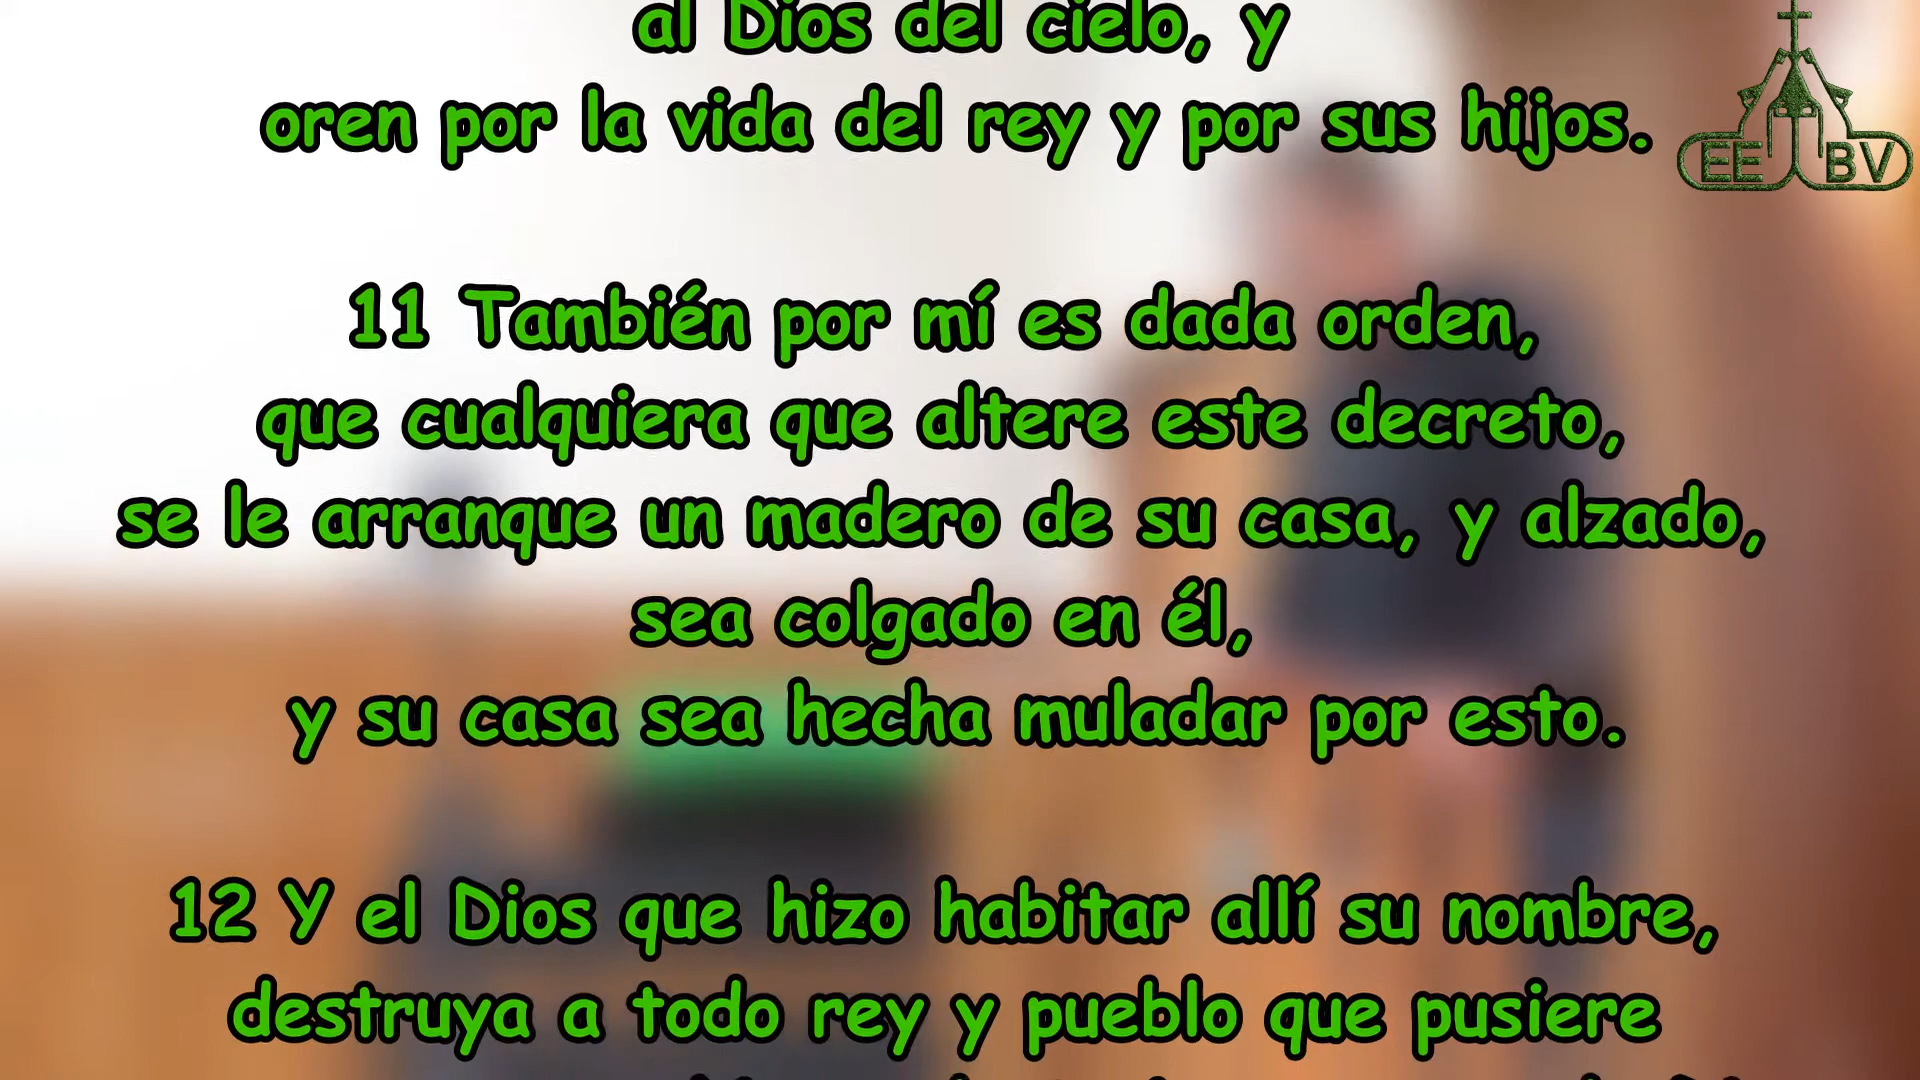 al Dios del cielo, y
oren por la vida del rey y por sus hijos.
EE BV
11 También por mí es dada orden,
que cualquiera que altere este decreto,
se le arranque un madero de su casa, y alzado,
sea colgado en él,
y su casa sea hecha muladar por esto.
12 Y el Dios que hizo habitar allí su nombre,
destruya a todo rey y pueblo que pusiere